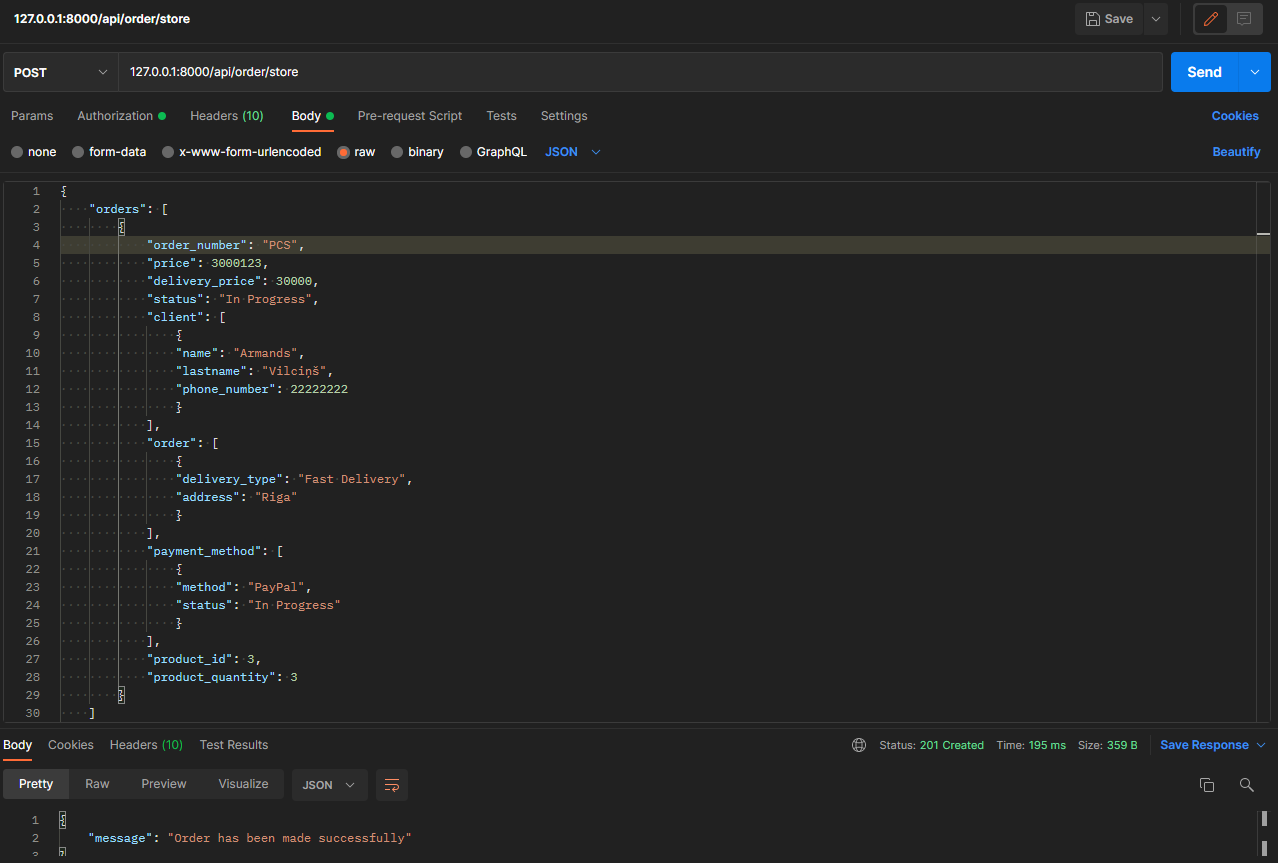 127.0.0.1:8000/api/order/store
Save
POST
127.0.0.1:8000/api/order/store
Send
Params Authorization Headers (10) Body Pre-request Script Tests Settings Cookies
none form-data x-www-form-urlencoded raw binary GraphQL JSON Beautify
1 {
2 "orders": [
3 {
4 "order_number": "PCS",
5 "price": 3000123,
6 "delivery_price": 30000,
7 "status": "In Progress",
8 "client": [
9 {
10 "name": "Armands",
11 "lastname": "Vilciņš",
12 "phone_number": 22222222
13 }
14 ],
15 "order": [
16 {
17 "delivery_type": "Fast Delivery",
18 "address": "Riga"
19 }
20 ],
21 "payment_method": [
22 {
23 "method": "PayPal",
24 "status": "In Progress"
25 }
26 ],
27 "product_id": 3,
28 "product_quantity": 3
29 }
30 ]
Body Cookies Headers (10) Test Results Status: 201 Created Time: 195 ms Size: 359 B Save Response
Pretty Raw Preview Visualize JSON
1 {
2 "message": "Order has been made successfully"